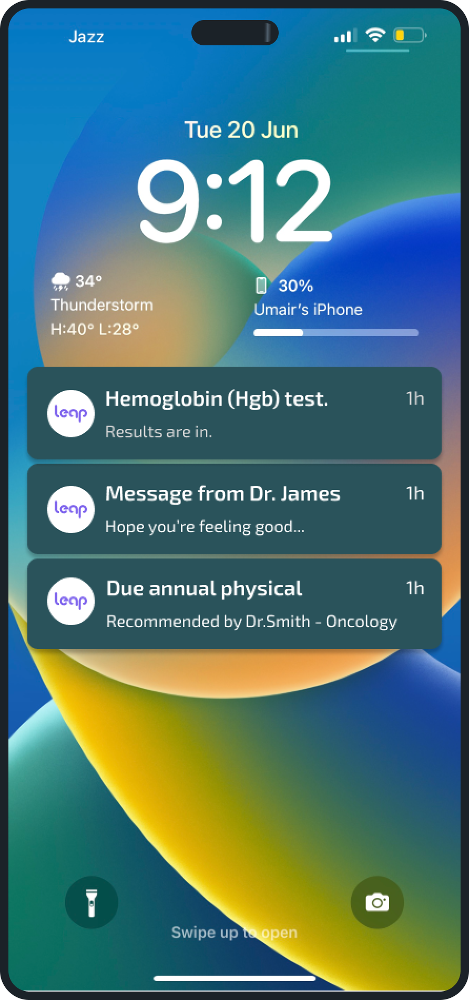 Jazz
Tue 20 Jun
9:12
34°
Thunderstorm
H:40° L:28°
30%
Umair's iPhone
leap
Hemoglobin (Hgb) test.
1h
Results are in.
leap
Message from Dr. James
1h
Hope you're feeling good...
leap
Due annual physical
1h
Recommended by Dr.Smith - Oncology
Swipe up to open